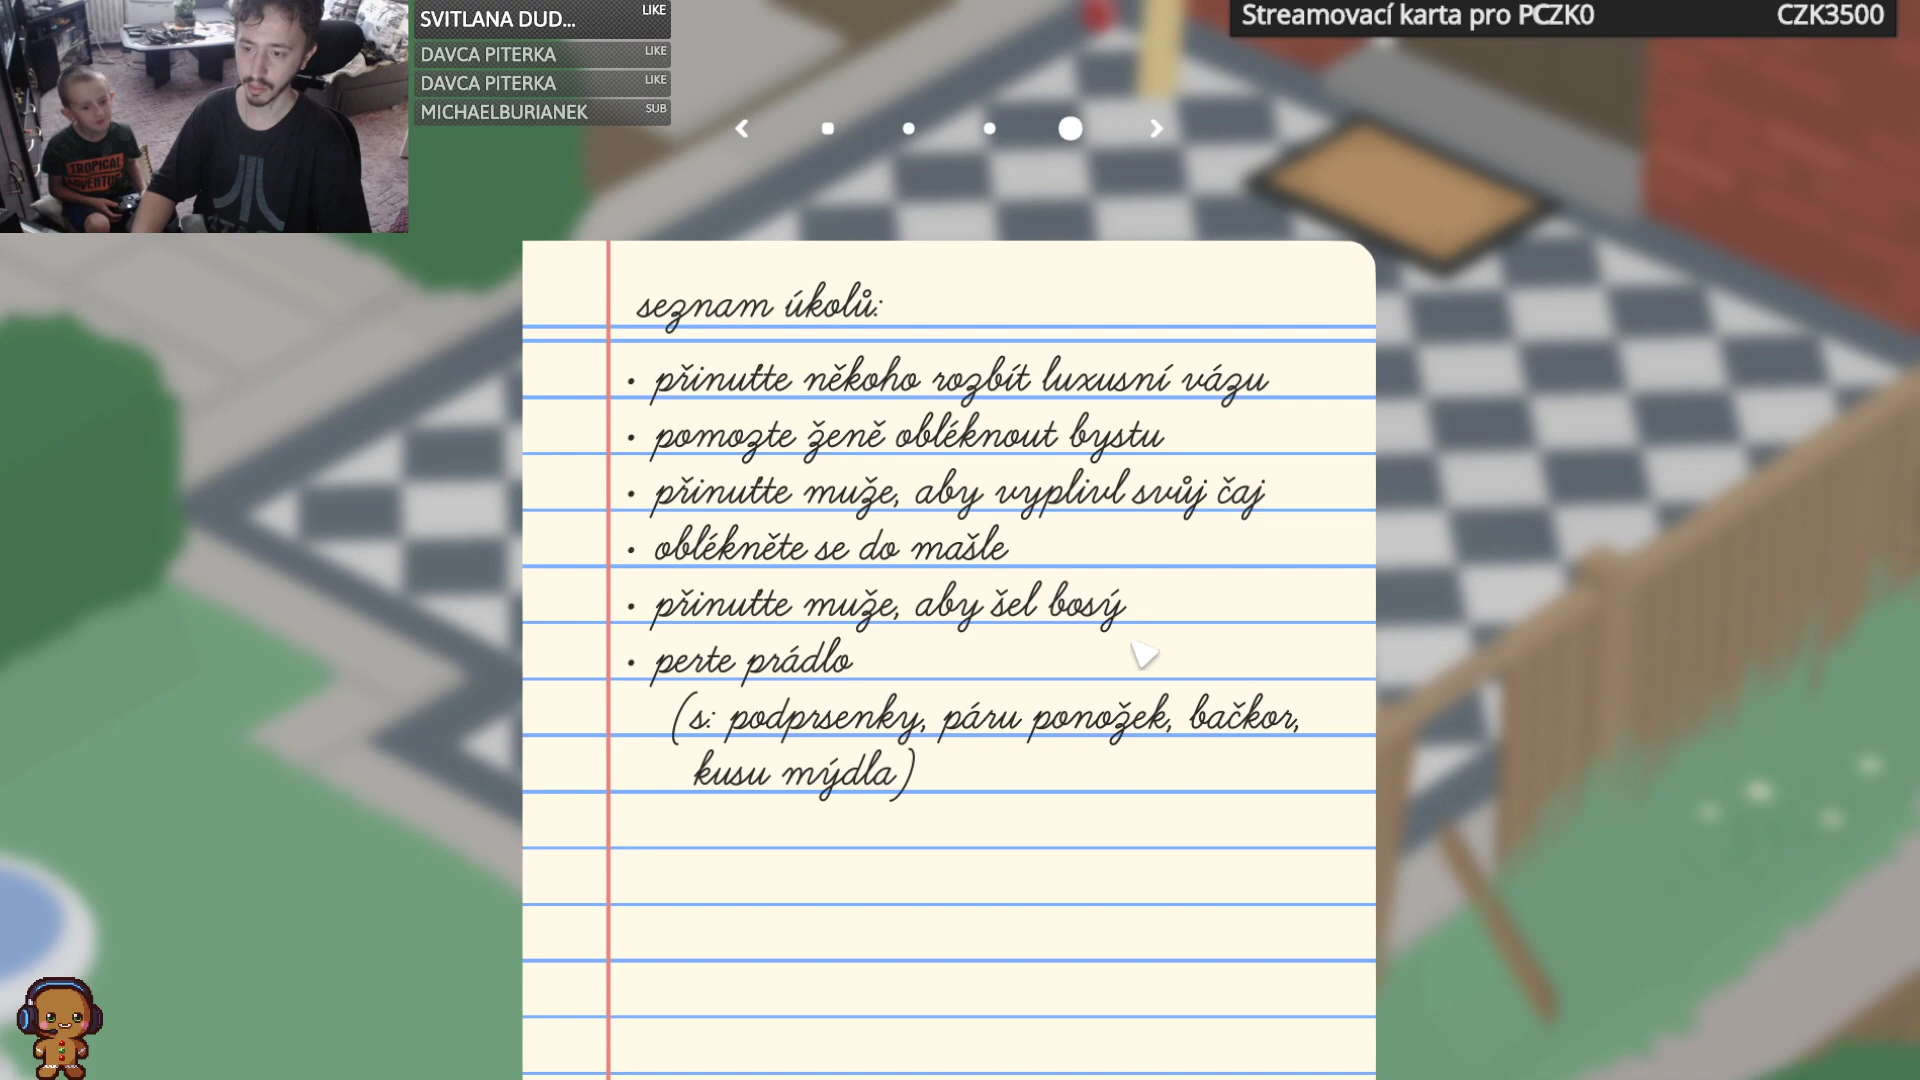 SVITLANA DUD... LIKE
DAVCA PITERKA LIKE
DAVCA PITERKA LIKE
MICHAELBURIANEK SUB
Streamovací karta pro PCZK0 CZK3500
TROPICAL
ADVENTURE
seznam úkolů:
• přinuťte někoho rozbít luxusní vázu
• pomozte ženě obléknout bystu
• přinuťte muže, aby vyplivl svůj čaj
• oblékněte se do mašle
• přinuťte muže, aby šel bosý
• perte prádlo
(s: podprsenky, páru ponožek, bačkor,
kusu mýdla)